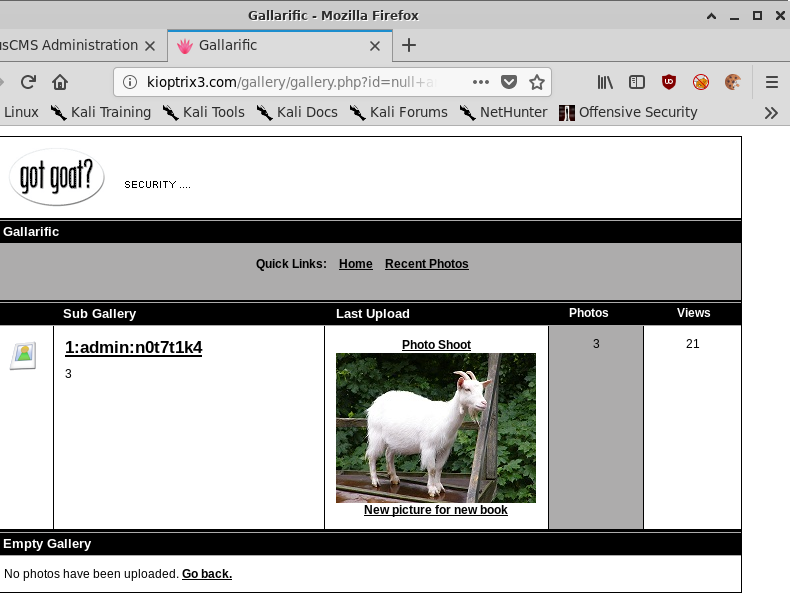 Gallarific - Mozilla Firefox
usCMS Administration
Gallarific
kioptrix3.com/gallery/gallery.php?id=null+a
Linux Kali Training Kali Tools Kali Docs Kali Forums NetHunter Offensive Security
got goat? SECURITY ....
Gallarific
Quick Links: Home Recent Photos
Sub Gallery Last Upload Photos Views
1:admin:n0t7t1k4 Photo Shoot 3 21
3
New picture for new book
Empty Gallery
No photos have been uploaded. Go back.